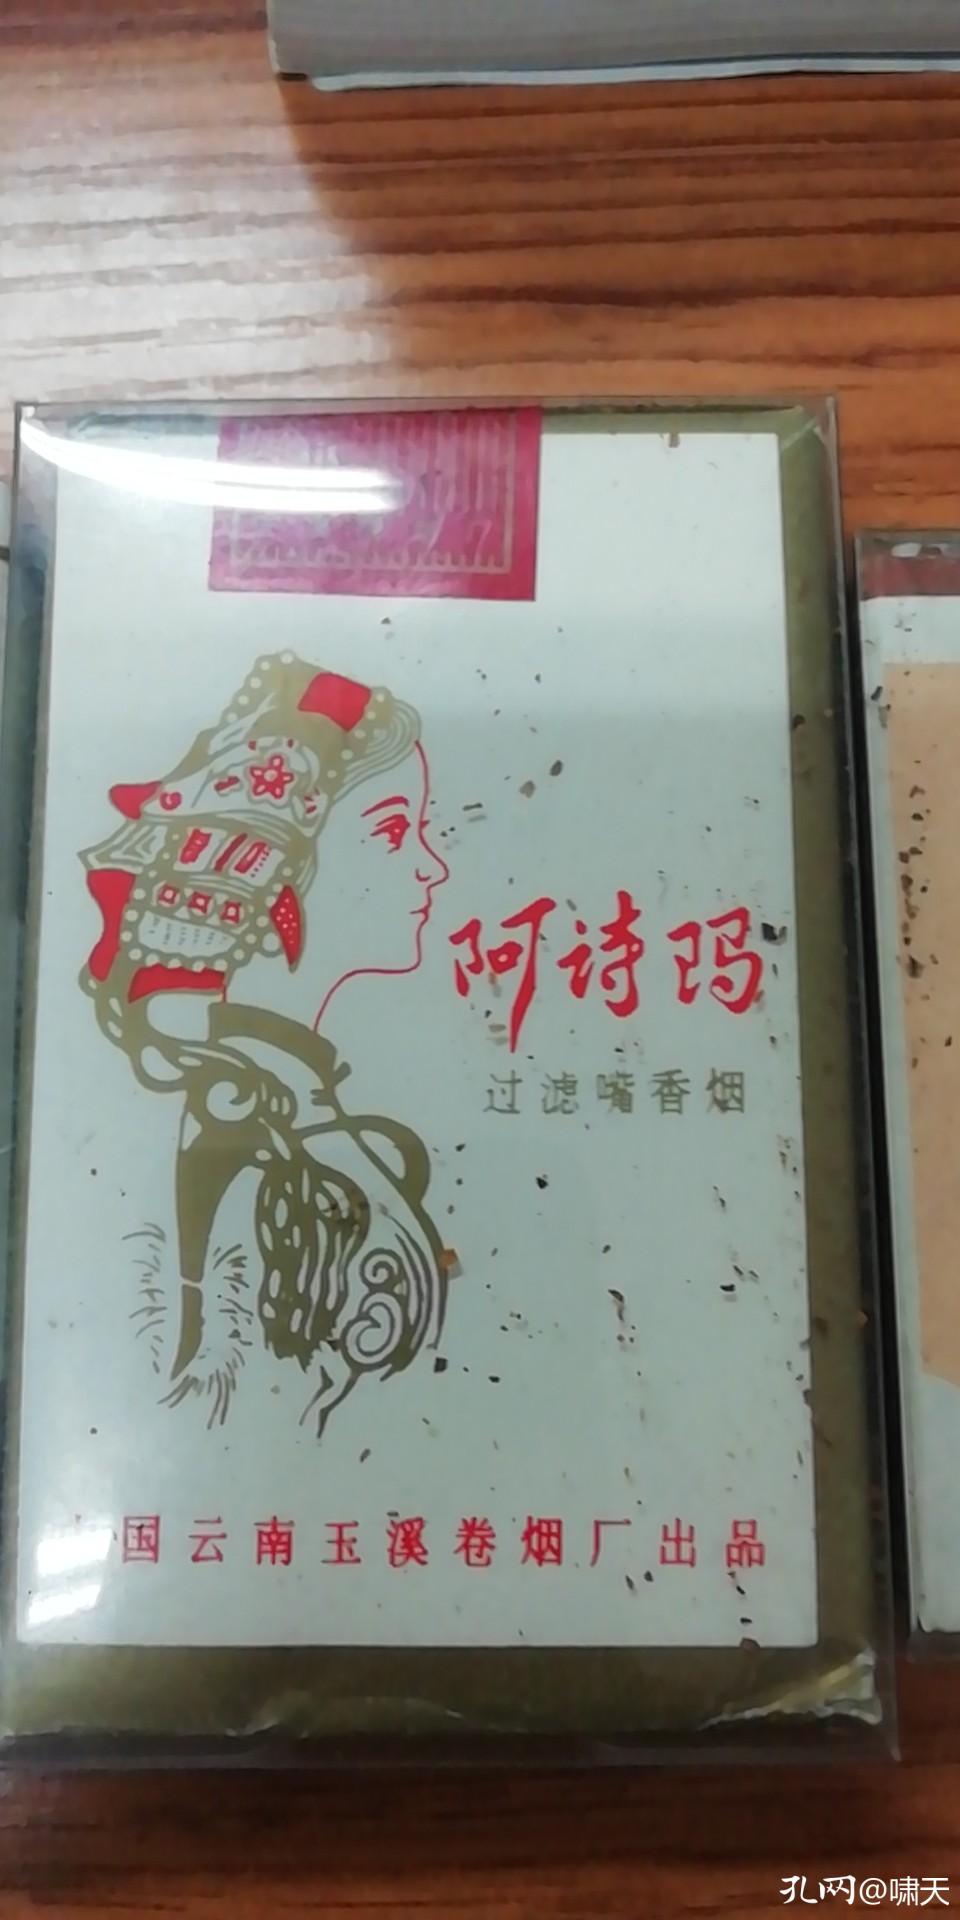 阿诗玛
过滤嘴香烟
中国云南玉溪卷烟厂出品
孔网@啸天